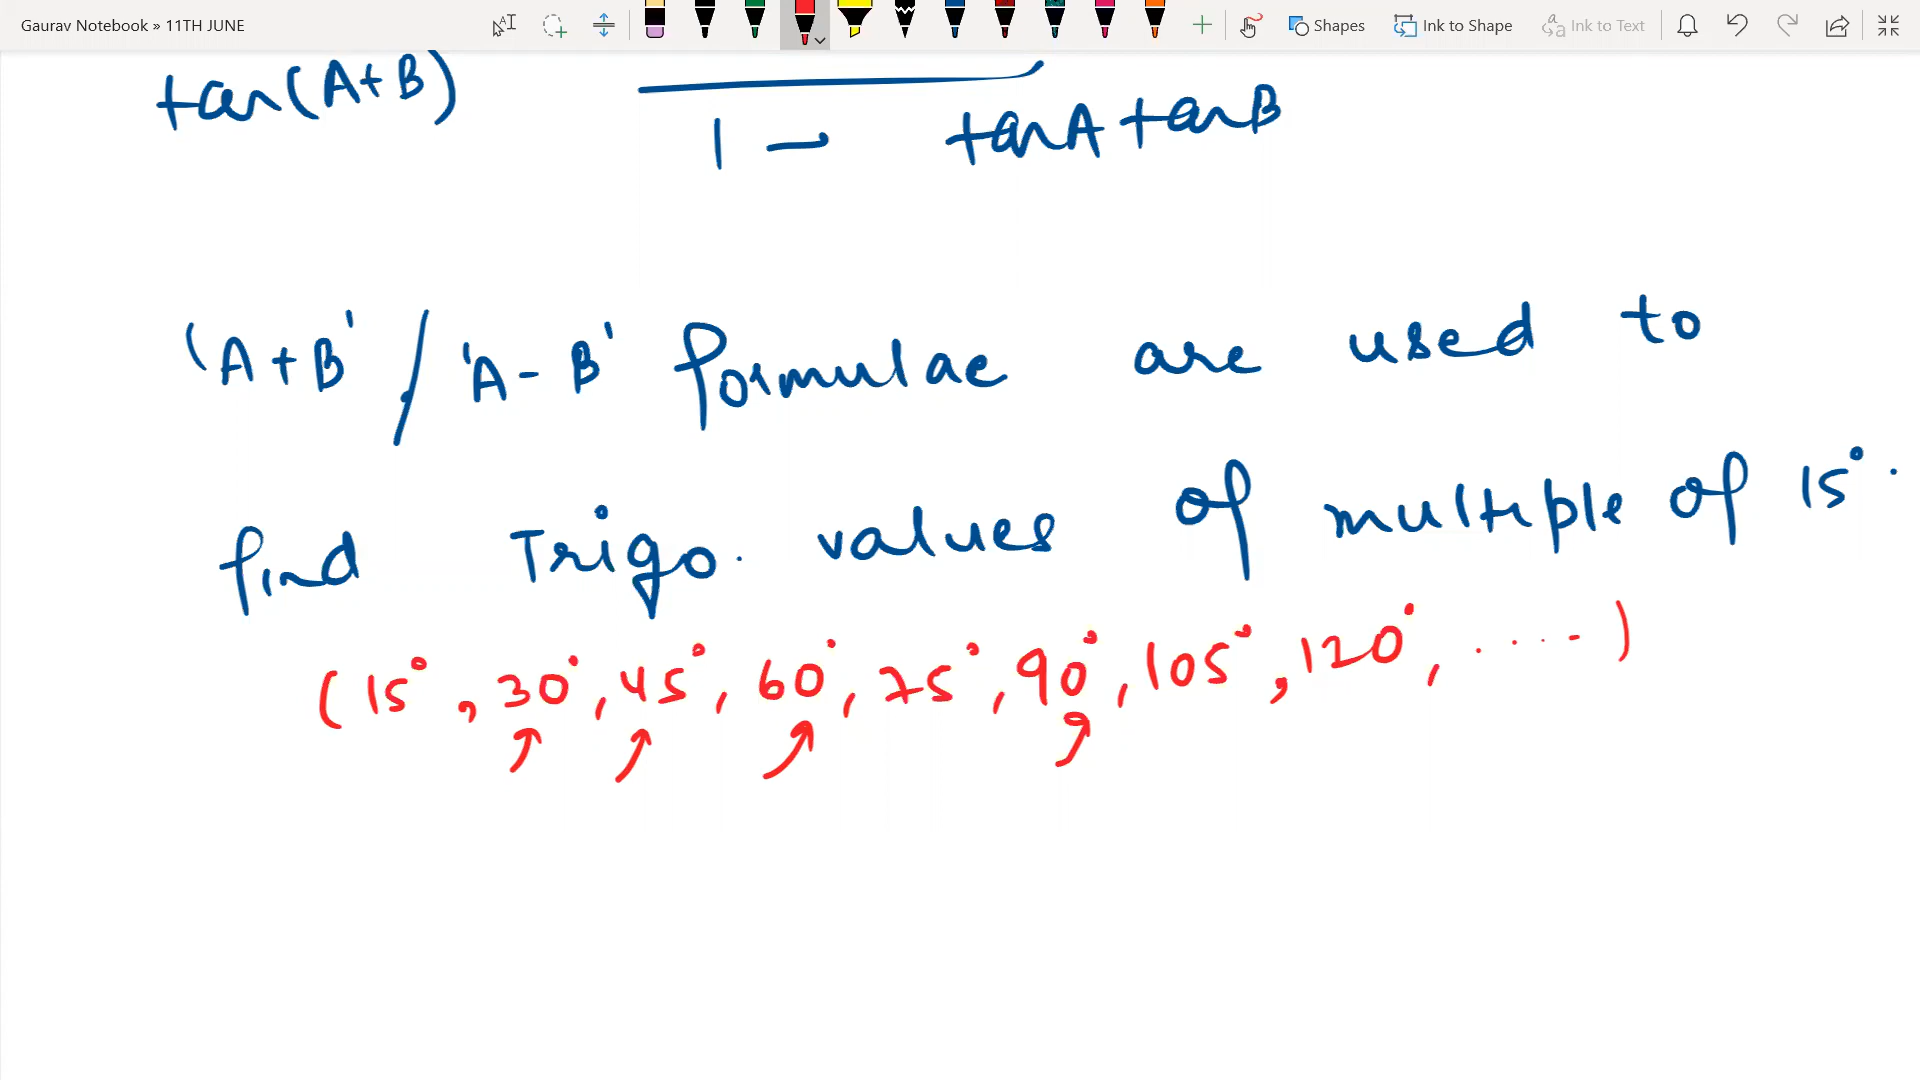 Gaurav Notebook » 11TH JUNE
Shapes Ink to Shape Ink to Text
tan(A+B)
1 - tanA tanB
'A+B' / 'A-B' formulae are used to
find Trigo. values of multiple of 15°.
(15°, 30°, 45°, 60°, 75°, 90°, 105°, 120°, .....)